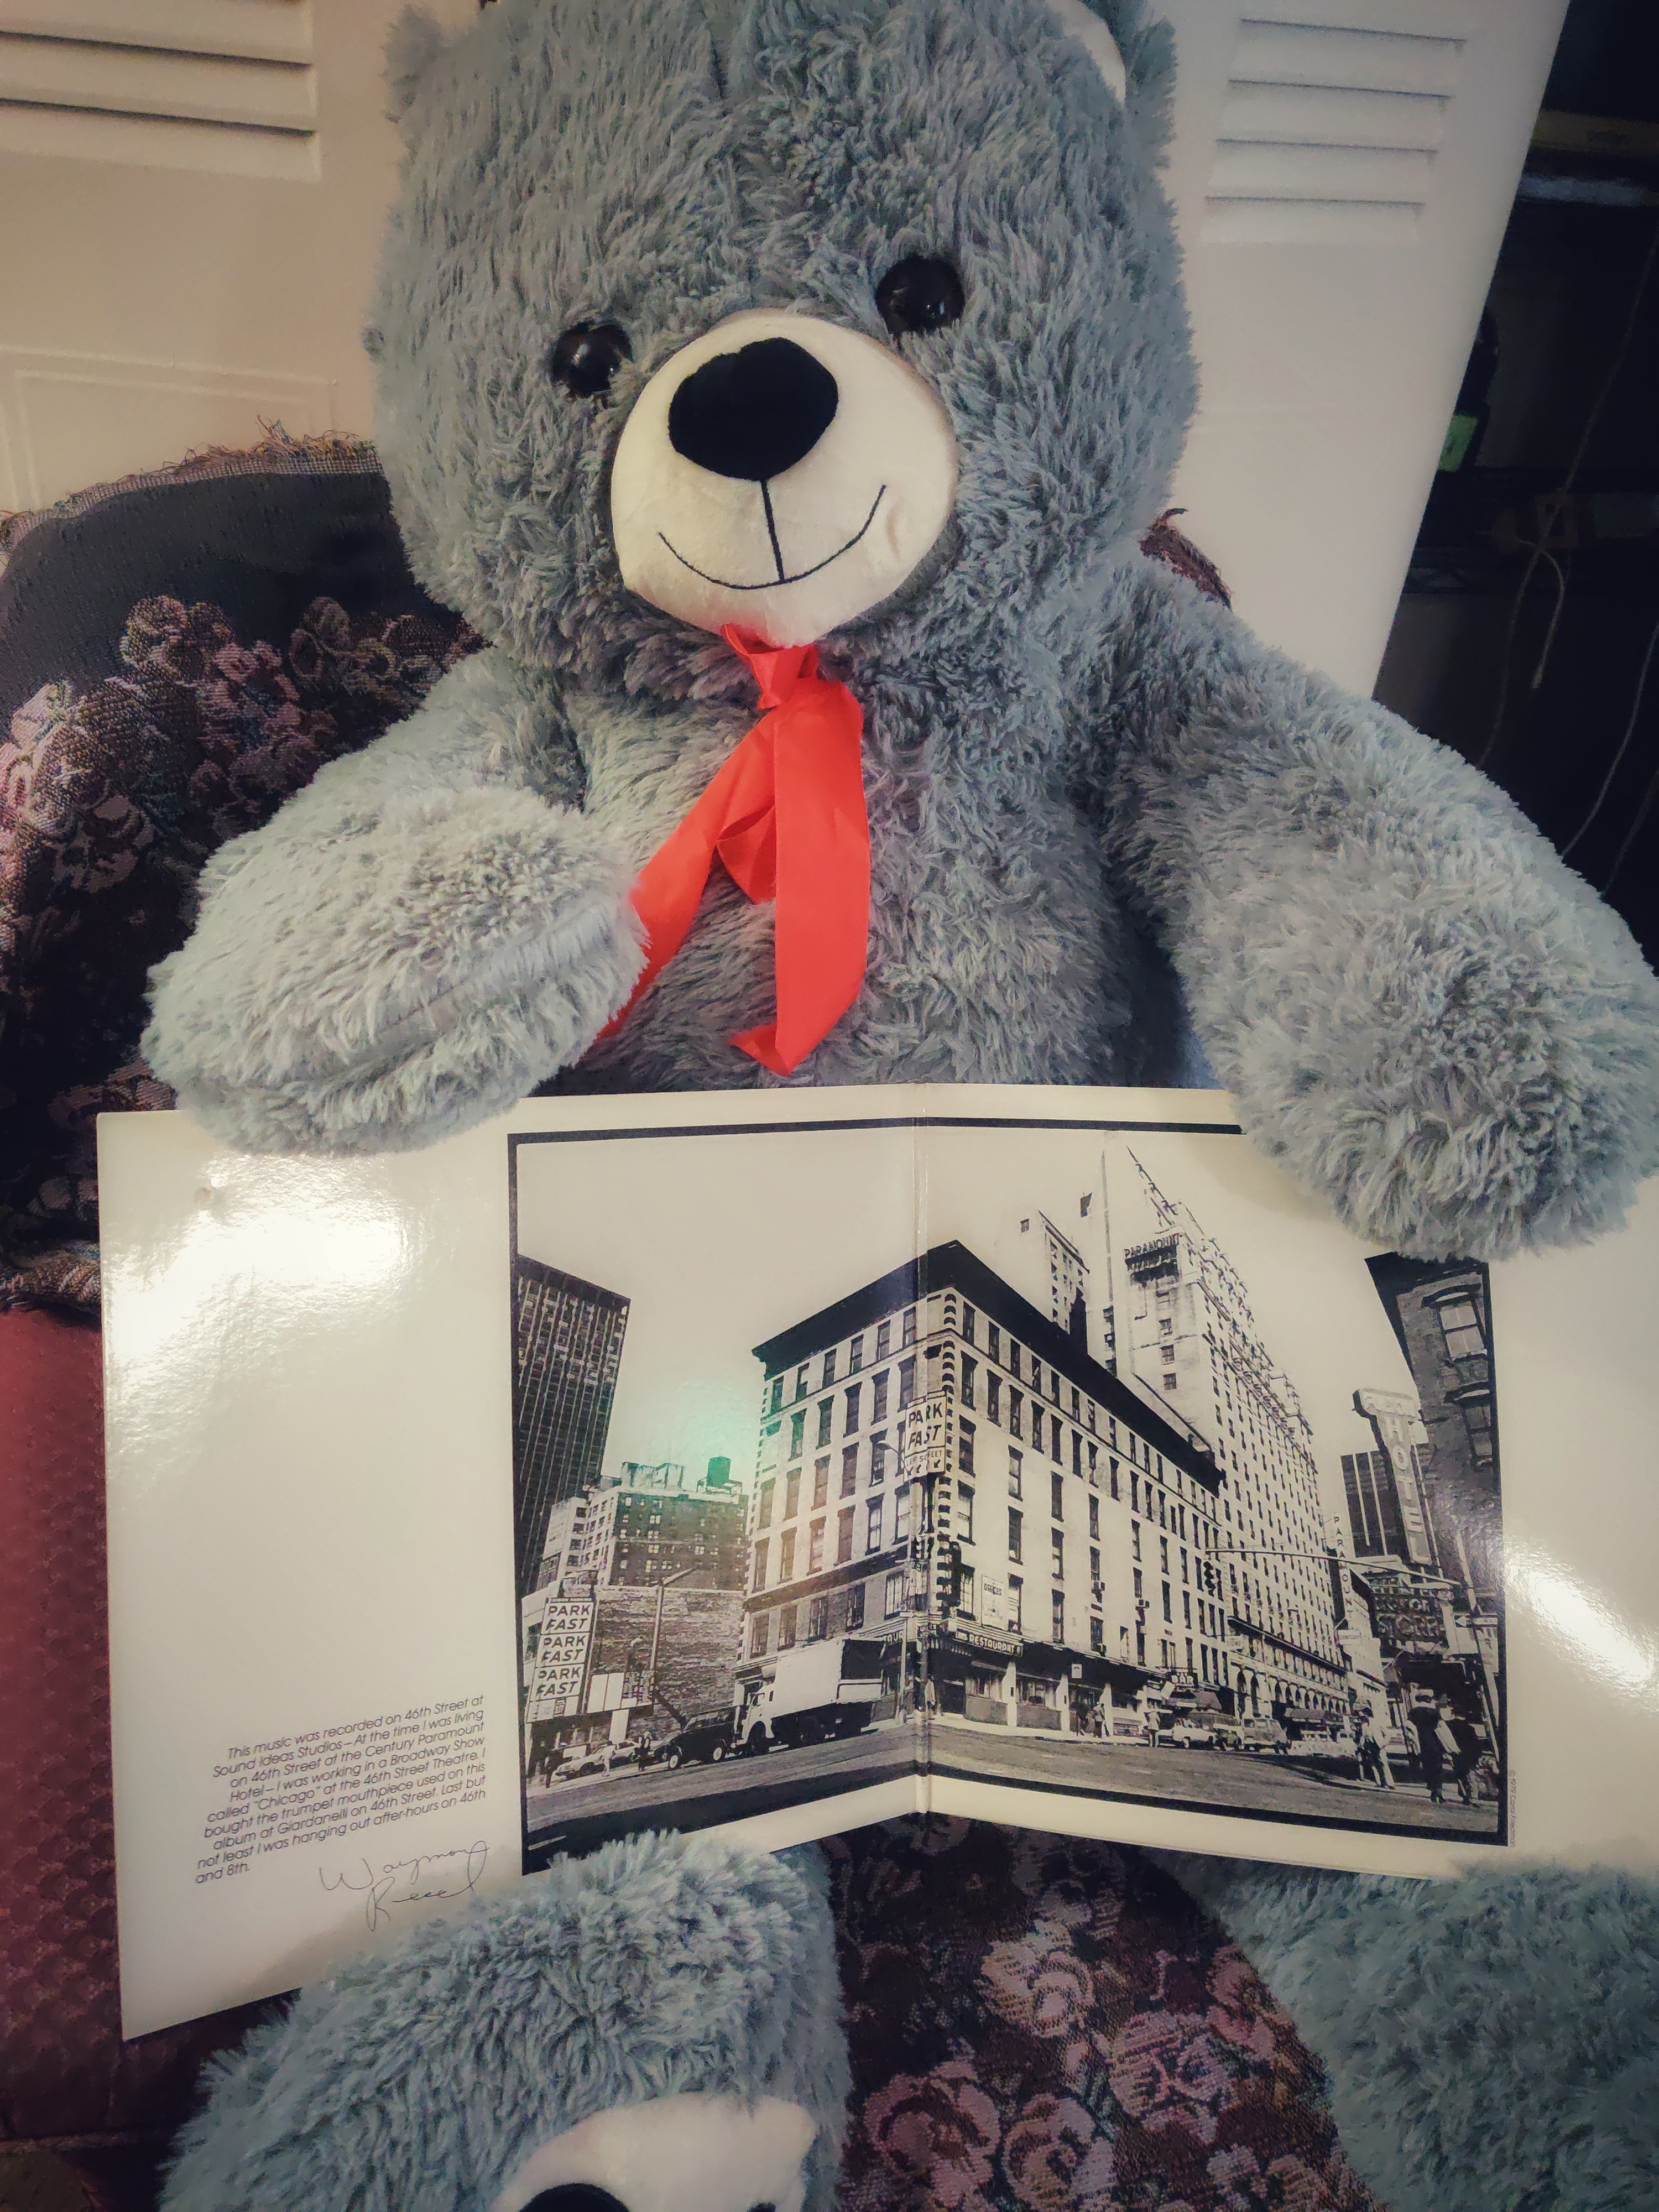 PARAMOUNT
PARK
FAST
HOTEL
PARK
FAST
PARK
FAST
PARK
FAST
RESTAURANT
BAR
This music was recorded on 46th Street at
Sound Ideas Studios–At the time I was living
on 46th Street at the Century Paramount
Hotel–I was working in a Broadway Show
called "Chicago" at the 46th Street Theatre. I
bought the trumpet mouthpiece used on this
album at Giardanelli on 46th Street. Last but
not least I was hanging out after-hours on 46th
and 8th.
Waymon
Reed